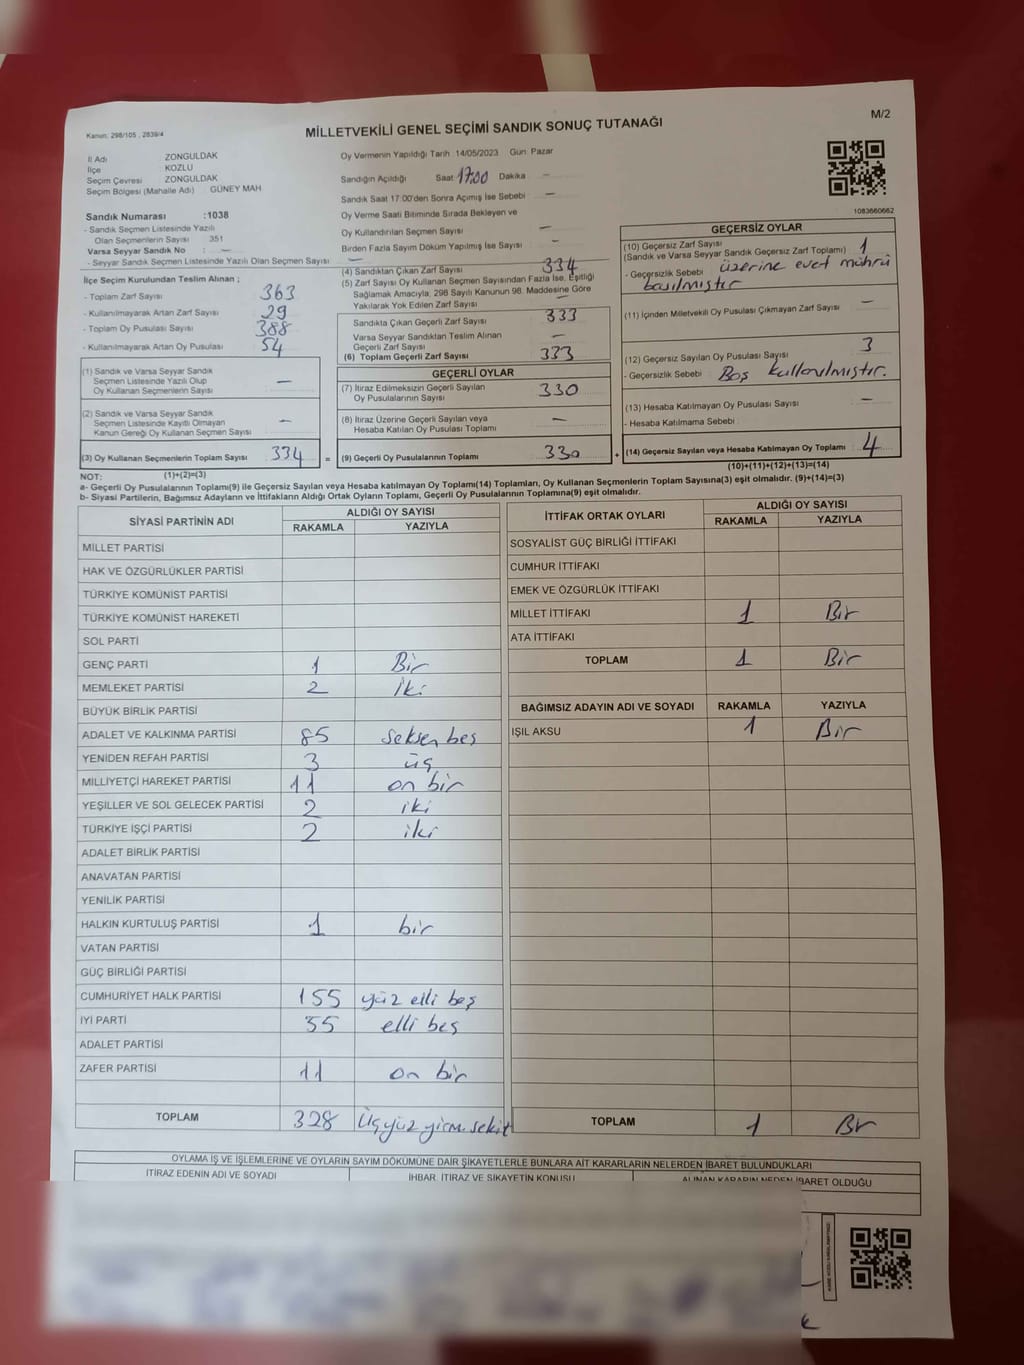 Kanun: 298/105 , 2839/4
MİLLETVEKİLİ GENEL SEÇİMİ SANDIK SONUÇ TUTANAĞI
M/2
İl Adı ZONGULDAK
İlçe KOZLU
Seçim Çevresi ZONGULDAK
Seçim Bölgesi (Mahalle Adı) GÜNEY MAH
Sandık Numarası :1038
- Sandık Seçmen Listesinde Yazılı
Olan Seçmenlerin Sayısı 351
Varsa Seyyar Sandık No : -
- Seyyar Sandık Seçmen Listesinde Yazılı Olan Seçmen Sayısı -
Oy Vermenin Yapıldığı Tarih 14/05/2023 Gün Pazar
Sandığın Açıldığı Saat 17:00 Dakika -
Sandık Saat 17:00'den Sonra Açımış İse Sebebi -
Oy Verme Saati Bitiminde Sırada Bekleyen ve
Oy Kullandırılan Seçmen Sayısı -
Birden Fazla Sayım Döküm Yapılmış İse Sayısı -
1083660662
İlçe Seçim Kurulundan Teslim Alınan ;
- Toplam Zarf Sayısı 363
- Kullanılmayarak Artan Zarf Sayısı 29
- Toplam Oy Pusulası Sayısı 388
- Kullanılmayarak Artan Oy Pusulası 54
(1) Sandık ve Varsa Seyyar Sandık
Seçmen Listesinde Yazılı Olup
Oy Kullanan Seçmenlerin Sayısı -
(2) Sandık ve Varsa Seyyar Sandık
Seçmen Listesinde Kayıtlı Olmayan
Kanun Gereği Oy Kullanan Seçmen Sayısı -
(3) Oy Kullanan Seçmenlerin Toplam Sayısı 334 =
(4) Sandıktan Çıkan Zarf Sayısı 334
(5) Zarf Sayısı Oy Kullanan Seçmen Sayısından Fazla İse, Eşitliği
Sağlamak Amacıyla, 298 Sayılı Kanunun 98. Maddesine Göre
Yakılarak Yok Edilen Zarf Sayısı -
Sandıkta Çıkan Geçerli Zarf Sayısı 333
Varsa Seyyar Sandıktan Teslim Alınan
Geçerli Zarf Sayısı -
(6) Toplam Geçerli Zarf Sayısı 333
GEÇERLİ OYLAR
(7) İtiraz Edilmeksizin Geçerli Sayılan
Oy Pusulalarının Sayısı 330
(8) İtiraz Üzerine Geçerli Sayılan veya
Hesaba Katılan Oy Pusulası Toplamı -
(9) Geçerli Oy Pusulalarının Toplamı 330 +
GEÇERSİZ OYLAR
(10) Geçersiz Zarf Sayısı 1
(Sandık ve Varsa Seyyar Sandık Geçersiz Zarf Toplamı)
- Geçersizlik Sebebi üzerine evet mührü
basılmıştır
(11) İçinden Milletvekili Oy Pusulası Çıkmayan Zarf Sayısı -
(12) Geçersiz Sayılan Oy Pusulası Sayısı 3
- Geçersizlik Sebebi Boş kullanılmıştır.
(13) Hesaba Katılmayan Oy Pusulası Sayısı -
- Hesaba Katılmama Sebebi
(14) Geçersiz Sayılan veya Hesaba Katılmayan Oy Toplamı 4
NOT: (1)+(2)=(3)
(10)+(11)+(12)+(13)=(14)
a- Geçerli Oy Pusulalarının Toplamı(9) ile Geçersiz Sayılan veya Hesaba katılmayan Oy Toplamı(14) Toplamları, Oy Kullanan Seçmenlerin Toplam Sayısına(3) eşit olmalıdır. (9)+(14)=(3)
b- Siyasi Partilerin, Bağımsız Adayların ve İttifakların Aldığı Ortak Oyların Toplamı, Geçerli Oy Pusulalarının Toplamına(9) eşit olmalıdır.
SİYASİ PARTİNİN ADI ALDIĞI OY SAYISI
RAKAMLA YAZIYLA
MİLLET PARTİSİ
HAK VE ÖZGÜRLÜKLER PARTİSİ
TÜRKİYE KOMÜNİST PARTİSİ
TÜRKİYE KOMÜNİST HAREKETİ
SOL PARTİ
GENÇ PARTİ 1 Bir
MEMLEKET PARTİSİ 2 İki
BÜYÜK BİRLİK PARTİSİ
ADALET VE KALKINMA PARTİSİ 85 seksen beş
YENİDEN REFAH PARTİSİ 3 üç
MİLLİYETÇİ HAREKET PARTİSİ 11 on bir
YEŞİLLER VE SOL GELECEK PARTİSİ 2 iki
TÜRKİYE İŞÇİ PARTİSİ 2 iki
ADALET BİRLİK PARTİSİ
ANAVATAN PARTİSİ
YENİLİK PARTİSİ
HALKIN KURTULUŞ PARTİSİ 1 bir
VATAN PARTİSİ
GÜÇ BİRLİĞİ PARTİSİ
CUMHURİYET HALK PARTİSİ 155 yüz elli beş
İYİ PARTİ 55 elli beş
ADALET PARTİSİ
ZAFER PARTİSİ 11 on bir
TOPLAM 328 Üçyüz yirm. sekiz
İTTİFAK ORTAK OYLARI ALDIĞI OY SAYISI
RAKAMLA YAZIYLA
SOSYALİST GÜÇ BİRLİĞİ İTTİFAKI
CUMHUR İTTİFAKI
EMEK VE ÖZGÜRLÜK İTTİFAKI
MİLLET İTTİFAKI 1 Bir
ATA İTTİFAKI
TOPLAM 1 Bir
BAĞIMSIZ ADAYIN ADI VE SOYADI RAKAMLA YAZIYLA
IŞIL AKSU 1 Bir
TOPLAM 1 Bir
OYLAMA İŞ VE İŞLEMLERİNE VE OYLARIN SAYIM DÖKÜMÜNE DAİR ŞİKAYETLERLE BUNLARA AİT KARARLARIN NELERDEN İBARET BULUNDUKLARI
İTİRAZ EDENİN ADI VE SOYADI İHBAR, İTİRAZ VE ŞİKAYETİN KONUSU ALINAN KARARIN NEDEN İBARET OLDUĞU